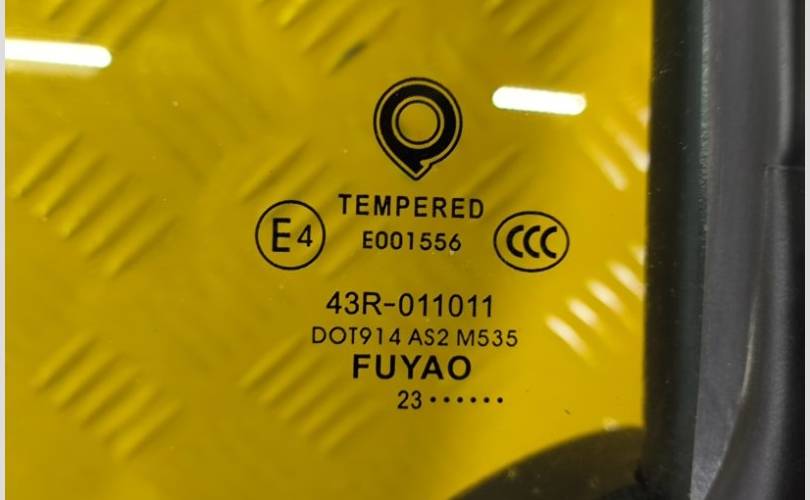 TEMPERED
E4 E001556 CCC
43R-011011
DOT914 AS2 M535
FUYAO
23 ••••••